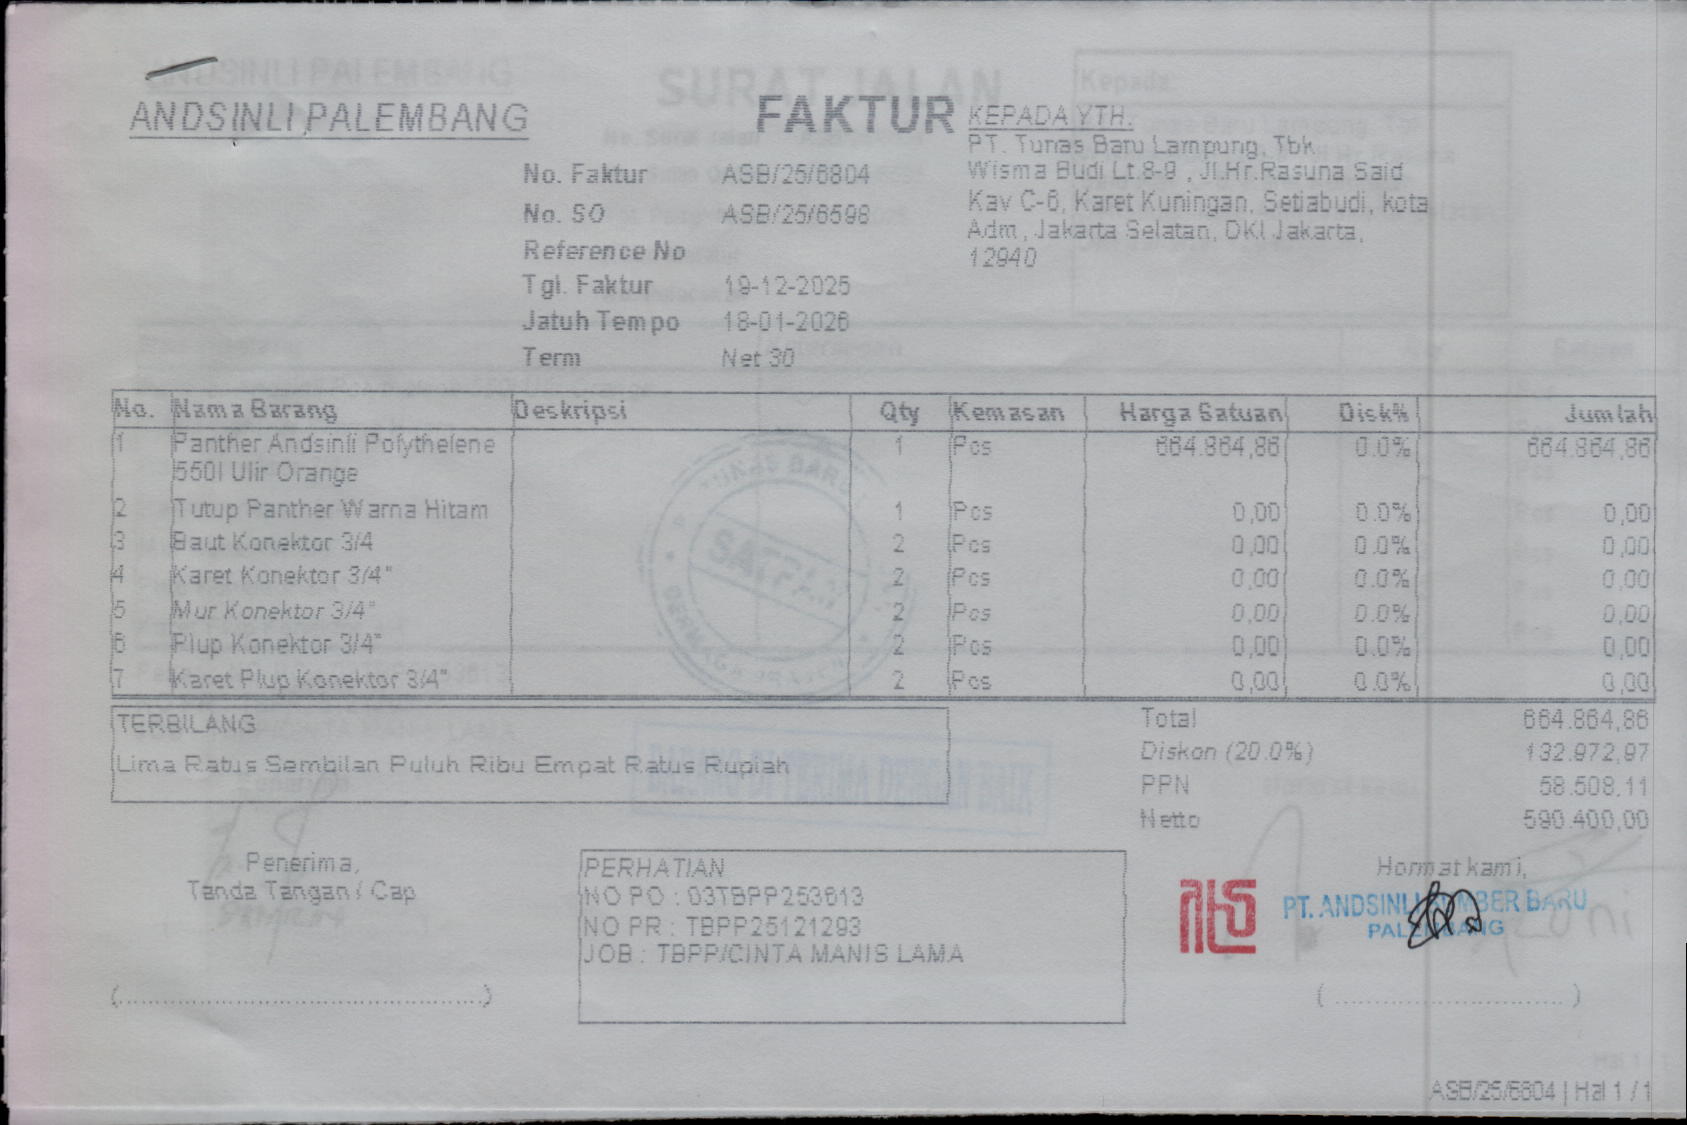 ANDSINLI PALEMBANG
FAKTUR
KEPADA YTH.
PT. Tunas Baru Lampung, Tbk
Wisma Budi Lt.8-9 , Jl.Hr.Rasuna Said
Kav C-6, Karet Kuningan, Setiabudi, kota
Adm, Jakarta Selatan, DKI Jakarta,
12940
No. Faktur ASB/25/6804
No. SO ASB/25/6598
Reference No
Tgl. Faktur 19-12-2025
Jatuh Tempo 18-01-2026
Term Net 30
No. Nama Barang Deskripsi Qty Kemasan Harga Satuan Disk% Jumlah
1 Panther Andsinli Polythelene 1 Pcs 664.864,86 0.0% 664.864,86
550l Ulir Orange
2 Tutup Panther Warna Hitam 1 Pcs 0,00 0.0% 0,00
3 Baut Konektor 3/4 2 Pcs 0,00 0.0% 0,00
4 Karet Konektor 3/4" 2 Pcs 0,00 0.0% 0,00
5 Mur Konektor 3/4" 2 Pcs 0,00 0.0% 0,00
6 Plup Konektor 3/4" 2 Pcs 0,00 0.0% 0,00
7 Karet Plup Konektor 3/4" 2 Pcs 0,00 0.0% 0,00
TUNAS BARU
SATPAM
TERBILANG
Lima Ratus Sembilan Puluh Ribu Empat Ratus Rupiah
Total 664.864,86
Diskon (20.0%) 132.972,97
PPN 58.508,11
Netto 590.400,00
BARANG DI TERIMA DENGAN BAIK
Penerima,
Tanda Tangan / Cap
(..............................................)
PERHATIAN
NO PO : 03TBPP253613
NO PR : TBPP25121293
JOB : TBPP/CINTA MANIS LAMA
Hormat kami,
PT. ANDSINLI SUMBER BARU
PALEMBANG
( ............................. )
ASB/25/6804 | Hal 1 / 1